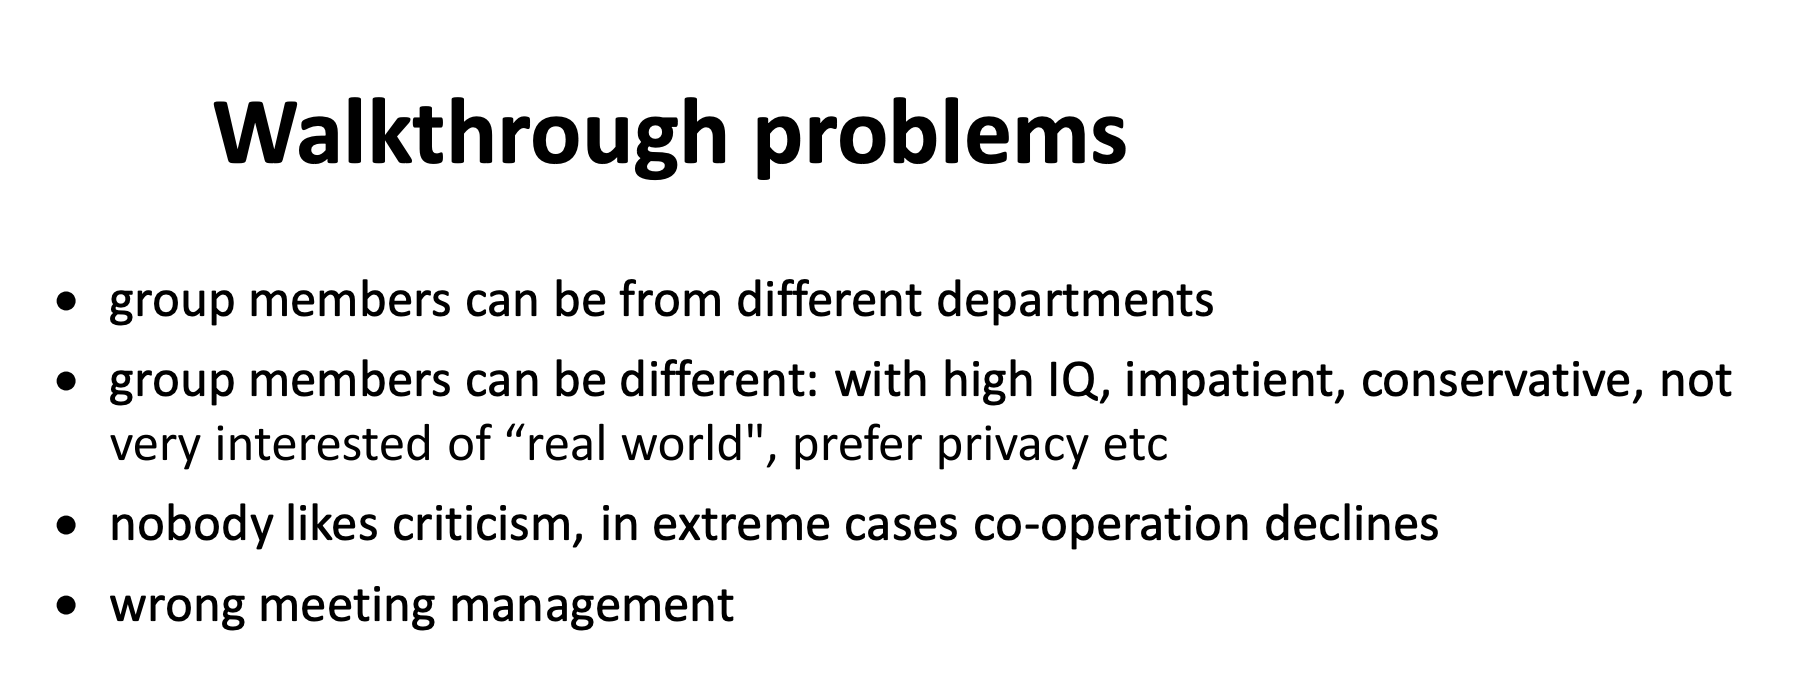 Walkthrough problems
• group members can be from different departments
• group members can be different: with high IQ, impatient, conservative, not
very interested of “real world", prefer privacy etc
• nobody likes criticism, in extreme cases co-operation declines
• wrong meeting management